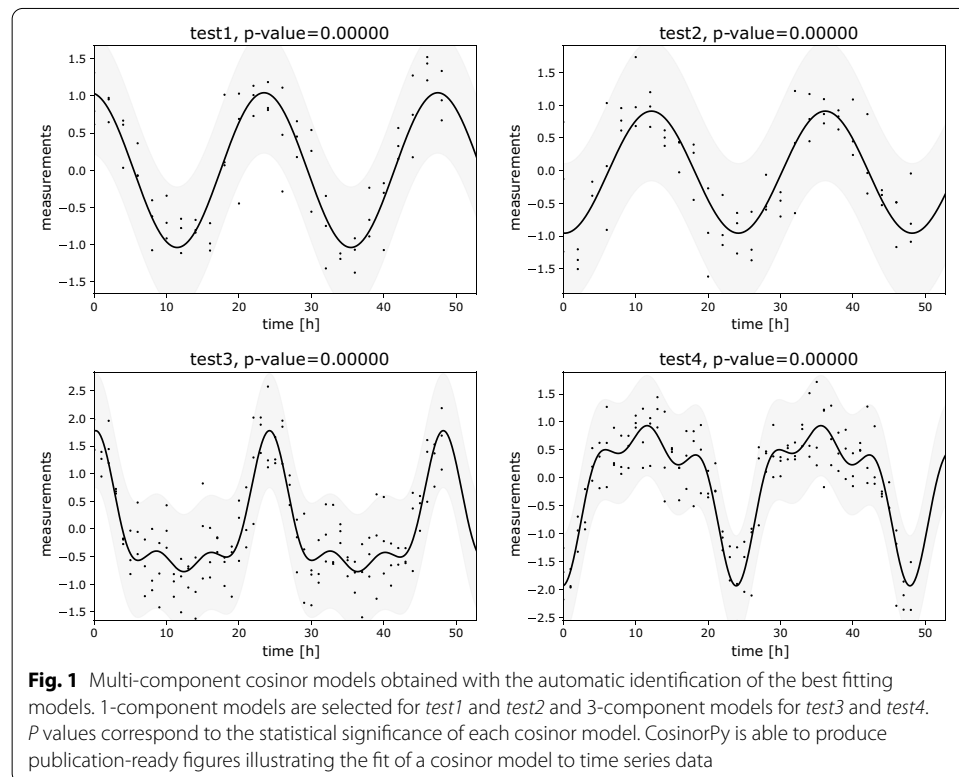 test1, p-value=0.00000
1.5
1.0
0.5
0.0
−0.5
−1.0
−1.5
measurements
0 10 20 30 40 50
time [h]
test2, p-value=0.00000
1.5
1.0
0.5
0.0
−0.5
−1.0
−1.5
measurements
0 10 20 30 40 50
time [h]
test3, p-value=0.00000
2.5
2.0
1.5
1.0
0.5
0.0
−0.5
−1.0
−1.5
measurements
0 10 20 30 40 50
time [h]
test4, p-value=0.00000
1.5
1.0
0.5
0.0
−0.5
−1.0
−1.5
−2.0
−2.5
measurements
0 10 20 30 40 50
time [h]
Fig. 1 Multi-component cosinor models obtained with the automatic identification of the best fitting
models. 1-component models are selected for test1 and test2 and 3-component models for test3 and test4.
P values correspond to the statistical significance of each cosinor model. CosinorPy is able to produce
publication-ready figures illustrating the fit of a cosinor model to time series data